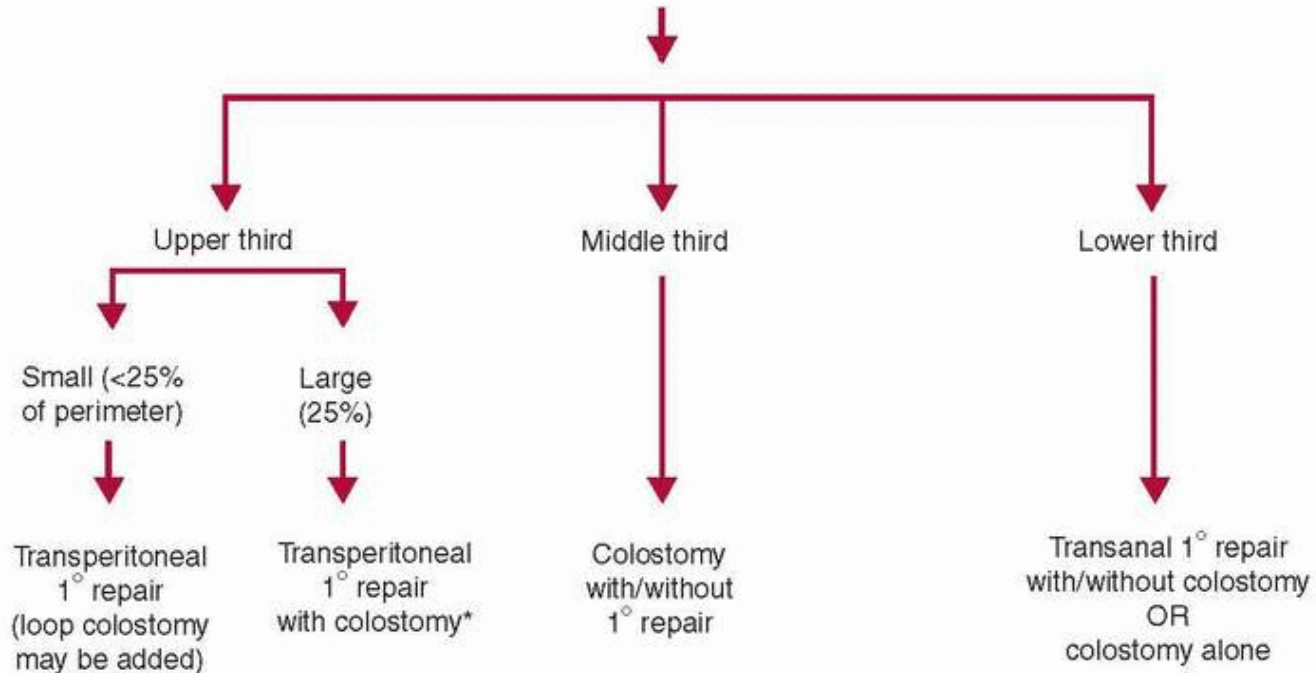 Upper third
Middle third
Lower third
Small (<25%
of perimeter)
Large
(25%)
Transperitoneal
1° repair
(loop colostomy
may be added)
Transperitoneal
1° repair
with colostomy*
Colostomy
with/without
1° repair
Transanal 1° repair
with/without colostomy
OR
colostomy alone